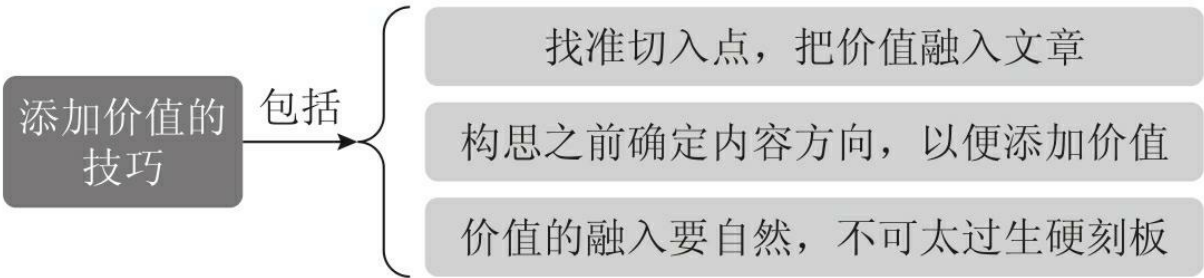 添加价值的
技巧
包括
找准切入点，把价值融入文章
构思之前确定内容方向，以便添加价值
价值的融入要自然，不可太过生硬刻板